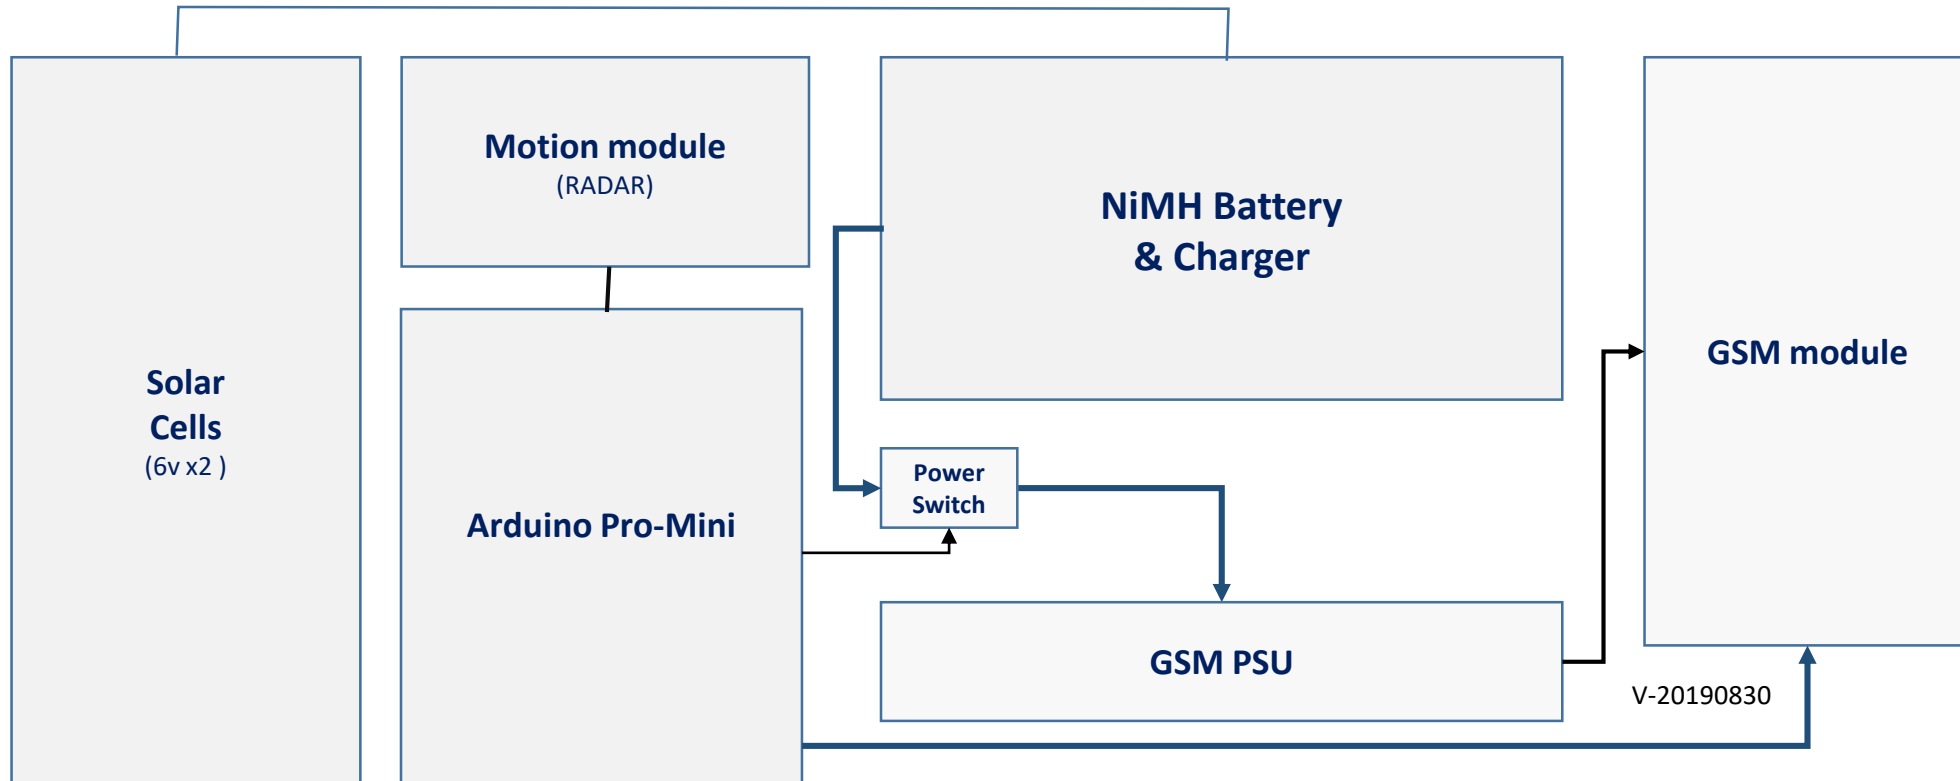 Motion module
(RADAR)
NiMH Battery
& Charger
GSM module
Solar
Cells
(6v x2 )
Power
Switch
Arduino Pro-Mini
GSM PSU
V-20190830